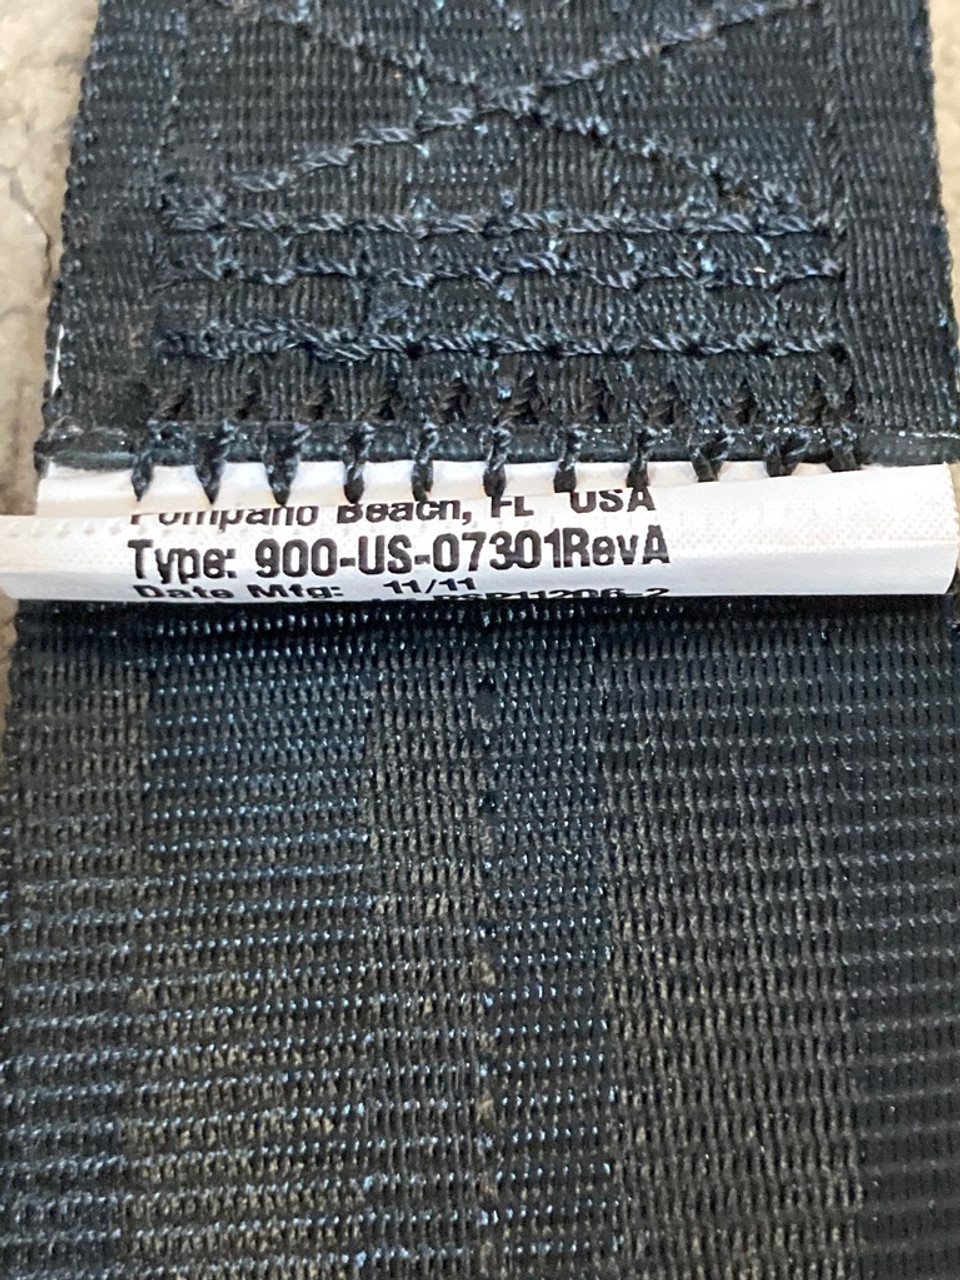 Pompano Beach, FL USA
Type: 900-US-07301RevA
Date Mfg: 11/11